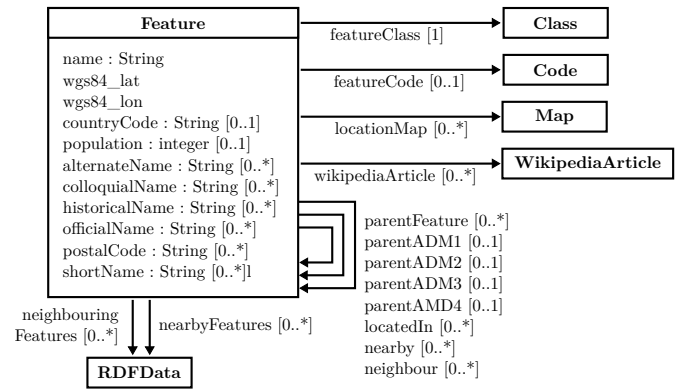 Feature
name : String
wgs84_lat
wgs84_lon
countryCode : String [0..1]
population : integer [0..1]
alternateName : String [0..*]
colloquialName : String [0..*]
historicalName : String [0..*]
officialName : String [0..*]
postalCode : String [0..*]
shortName : String [0..*]l
featureClass [1]
Class
featureCode [0..1]
Code
locationMap [0..*]
Map
wikipediaArticle [0..*]
WikipediaArticle
parentFeature [0..*]
parentADM1 [0..1]
parentADM2 [0..1]
parentADM3 [0..1]
parentAMD4 [0..1]
locatedIn [0..*]
nearby [0..*]
neighbour [0..*]
neighbouring
Features [0..*]
nearbyFeatures [0..*]
RDFData